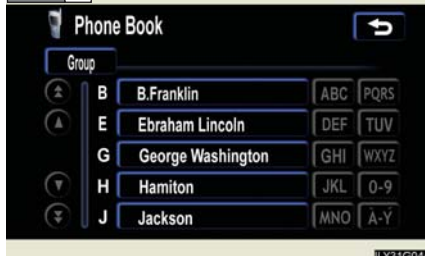 Phone Book
Group
B B.Franklin ABC PQRS
E Ebraham Lincoln DEF TUV
G George Washington GHI WXYZ
H Hamiton JKL 0-9
J Jackson MNO À-Ý